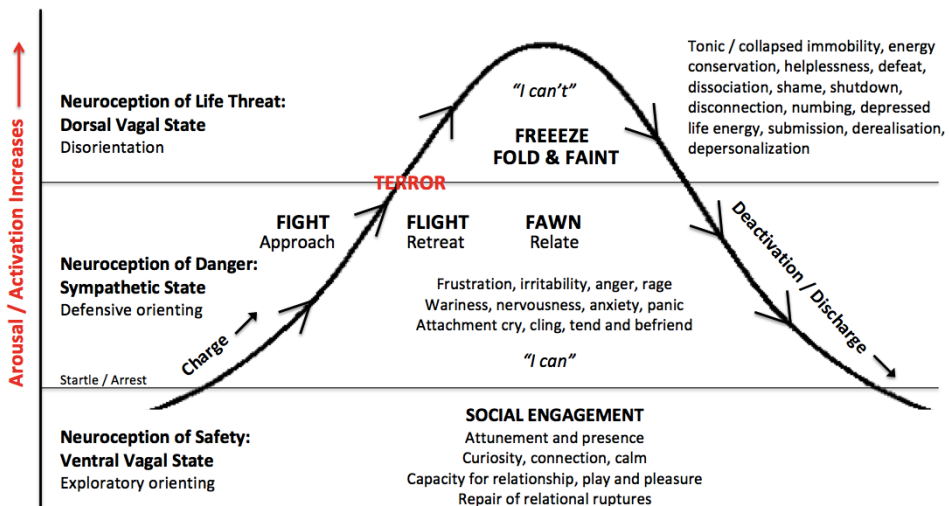 Arousal / Activation Increases
Neuroception of Life Threat:
Dorsal Vagal State
Disorientation
"I can't"
FREEEZE
FOLD & FAINT
Tonic / collapsed immobility, energy
conservation, helplessness, defeat,
dissociation, shame, shutdown,
disconnection, numbing, depressed
life energy, submission, derealisation,
depersonalization
TERROR
FIGHT
Approach
FLIGHT
Retreat
FAWN
Relate
Neuroception of Danger:
Sympathetic State
Defensive orienting
Frustration, irritability, anger, rage
Wariness, nervousness, anxiety, panic
Attachment cry, cling, tend and befriend
"I can"
Charge
Deactivation / Discharge
Startle / Arrest
Neuroception of Safety:
Ventral Vagal State
Exploratory orienting
SOCIAL ENGAGEMENT
Attunement and presence
Curiosity, connection, calm
Capacity for relationship, play and pleasure
Repair of relational ruptures